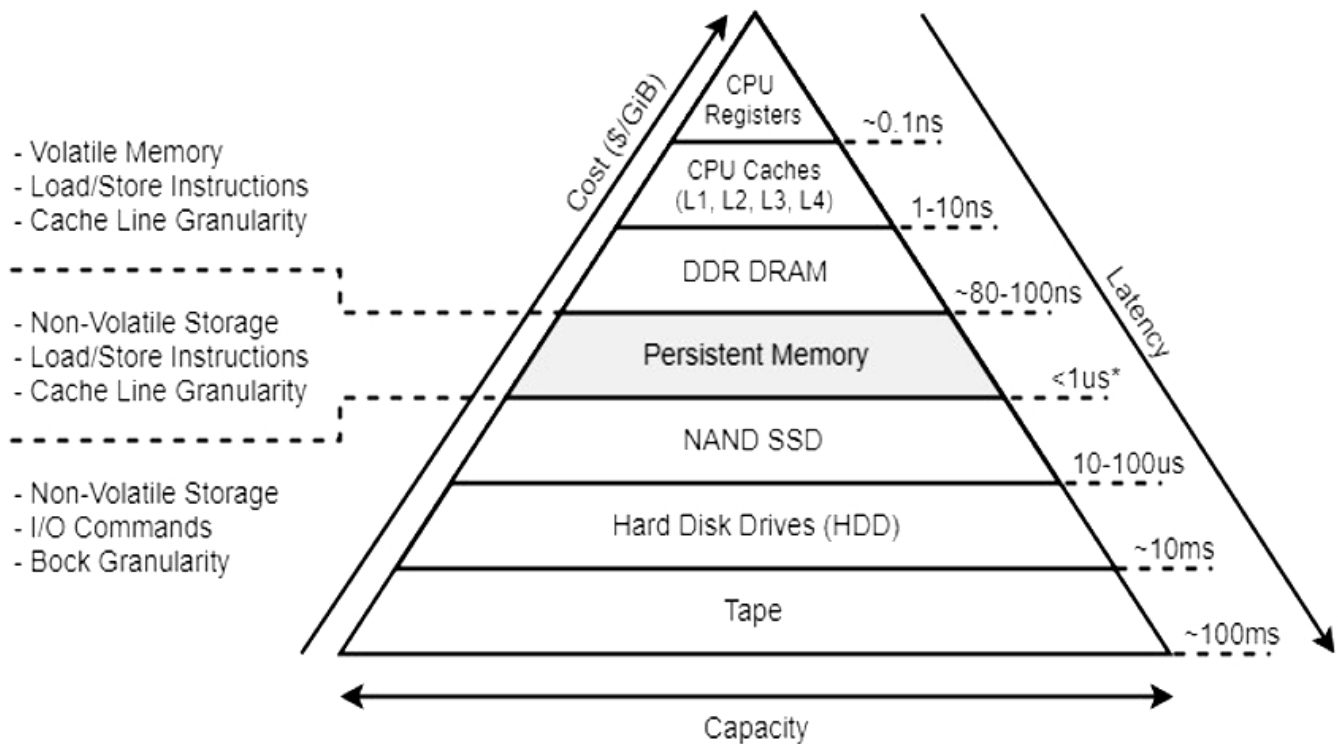 CPU
Registers
~0.1ns
Cost ($/GiB)
- Volatile Memory
- Load/Store Instructions
- Cache Line Granularity
CPU Caches
(L1, L2, L3, L4)
1-10ns
DDR DRAM
~80-100ns
Latency
- Non-Volatile Storage
- Load/Store Instructions
- Cache Line Granularity
Persistent Memory
<1us*
NAND SSD
10-100us
- Non-Volatile Storage
- I/O Commands
- Bock Granularity
Hard Disk Drives (HDD)
~10ms
Tape
~100ms
Capacity